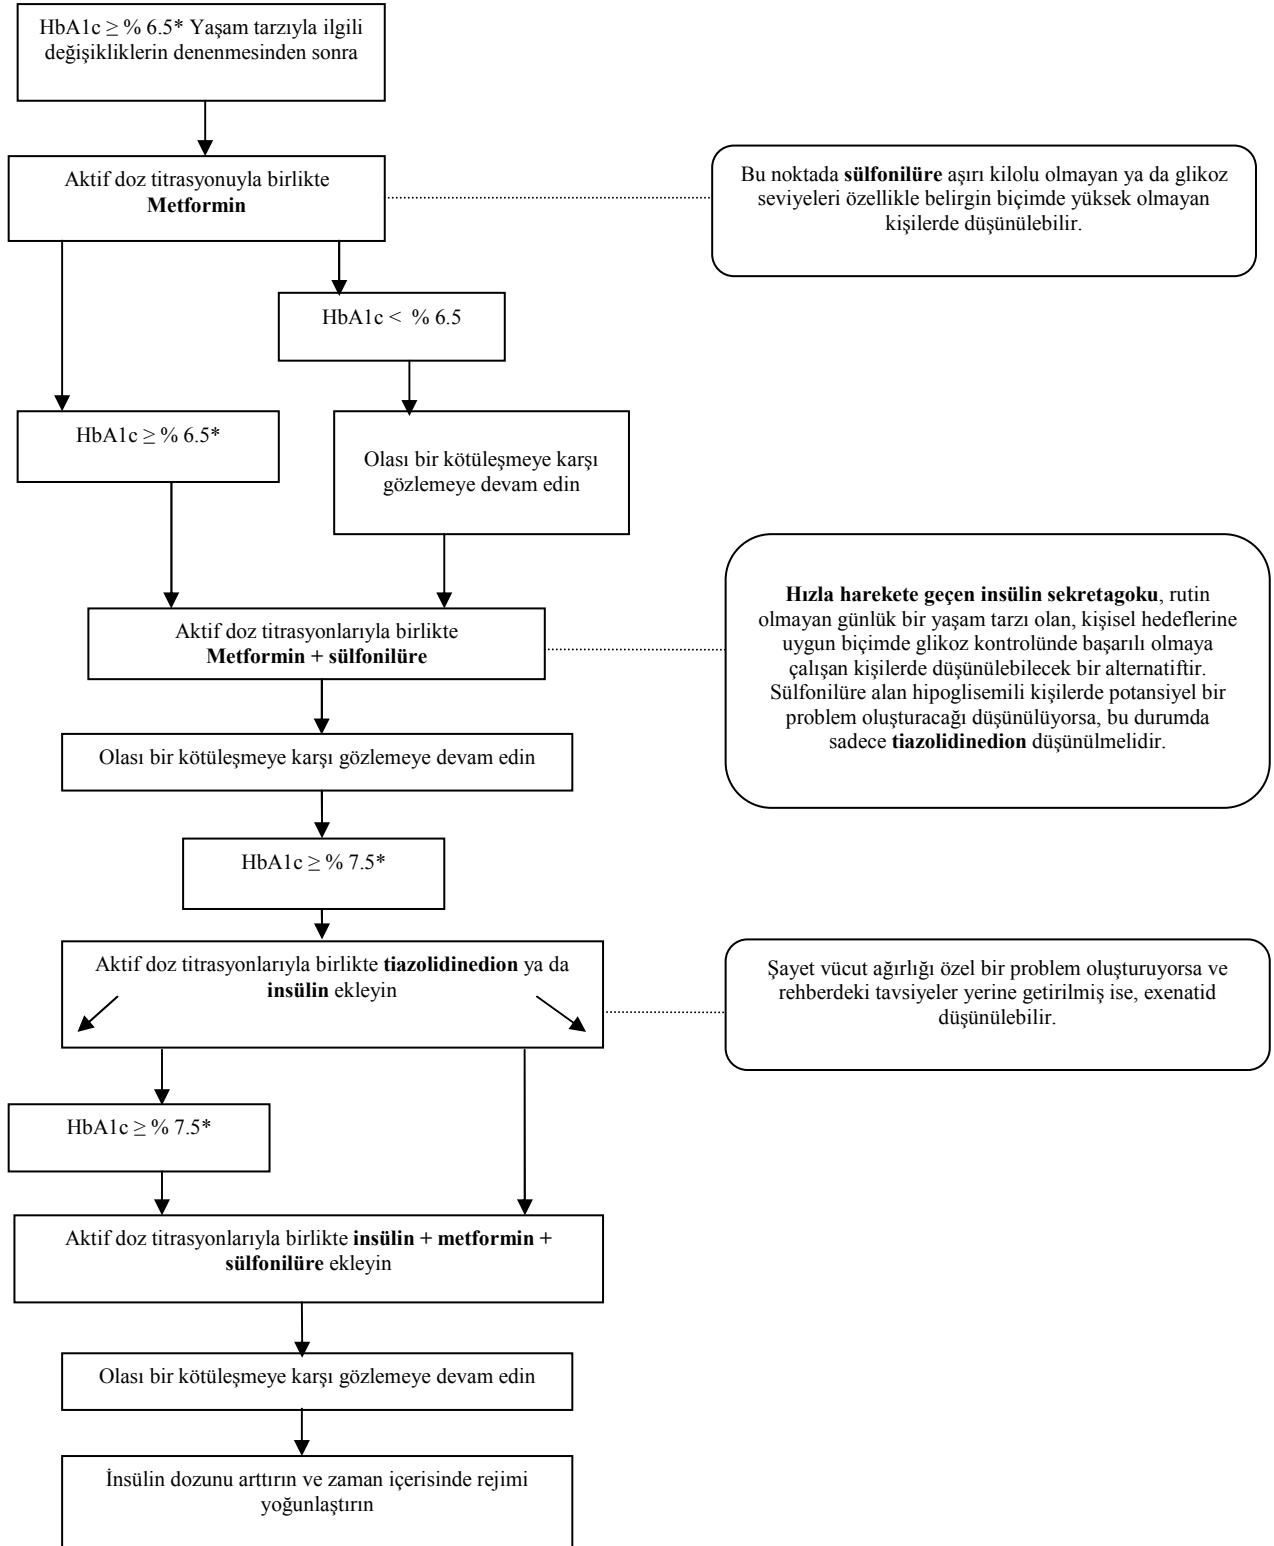 HbA1c ≥ % 6.5* Yaşam tarzıyla ilgili
değişikliklerin denenmesinden sonra
Aktif doz titrasyonuyla birlikte
Metformin
Bu noktada sülfonilüre aşırı kilolu olmayan ya da glikoz
seviyeleri özellikle belirgin biçimde yüksek olmayan
kişilerde düşünülebilir.
HbA1c < % 6.5
HbA1c ≥ % 6.5*
Olası bir kötüleşmeye karşı
gözlemeye devam edin
Aktif doz titrasyonlarıyla birlikte
Metformin + sülfonilüre
Hızla harekete geçen insülin sekretagoku, rutin
olmayan günlük bir yaşam tarzı olan, kişisel hedeflerine
uygun biçimde glikoz kontrolünde başarılı olmaya
çalışan kişilerde düşünülebilecek bir alternatiftir.
Sülfonilüre alan hipoglisemili kişilerde potansiyel bir
problem oluşturacağı düşünülüyorsa, bu durumda
sadece tiazolidinedion düşünülmelidir.
Olası bir kötüleşmeye karşı gözlemeye devam edin
HbA1c ≥ % 7.5*
Aktif doz titrasyonlarıyla birlikte tiazolidinedion ya da
insülin ekleyin
Şayet vücut ağırlığı özel bir problem oluşturuyorsa ve
rehberdeki tavsiyeler yerine getirilmiş ise, exenatid
düşünülebilir.
HbA1c ≥ % 7.5*
Aktif doz titrasyonlarıyla birlikte insülin + metformin +
sülfonilüre ekleyin
Olası bir kötüleşmeye karşı gözlemeye devam edin
İnsülin dozunu arttırın ve zaman içerisinde rejimi
yoğunlaştırın